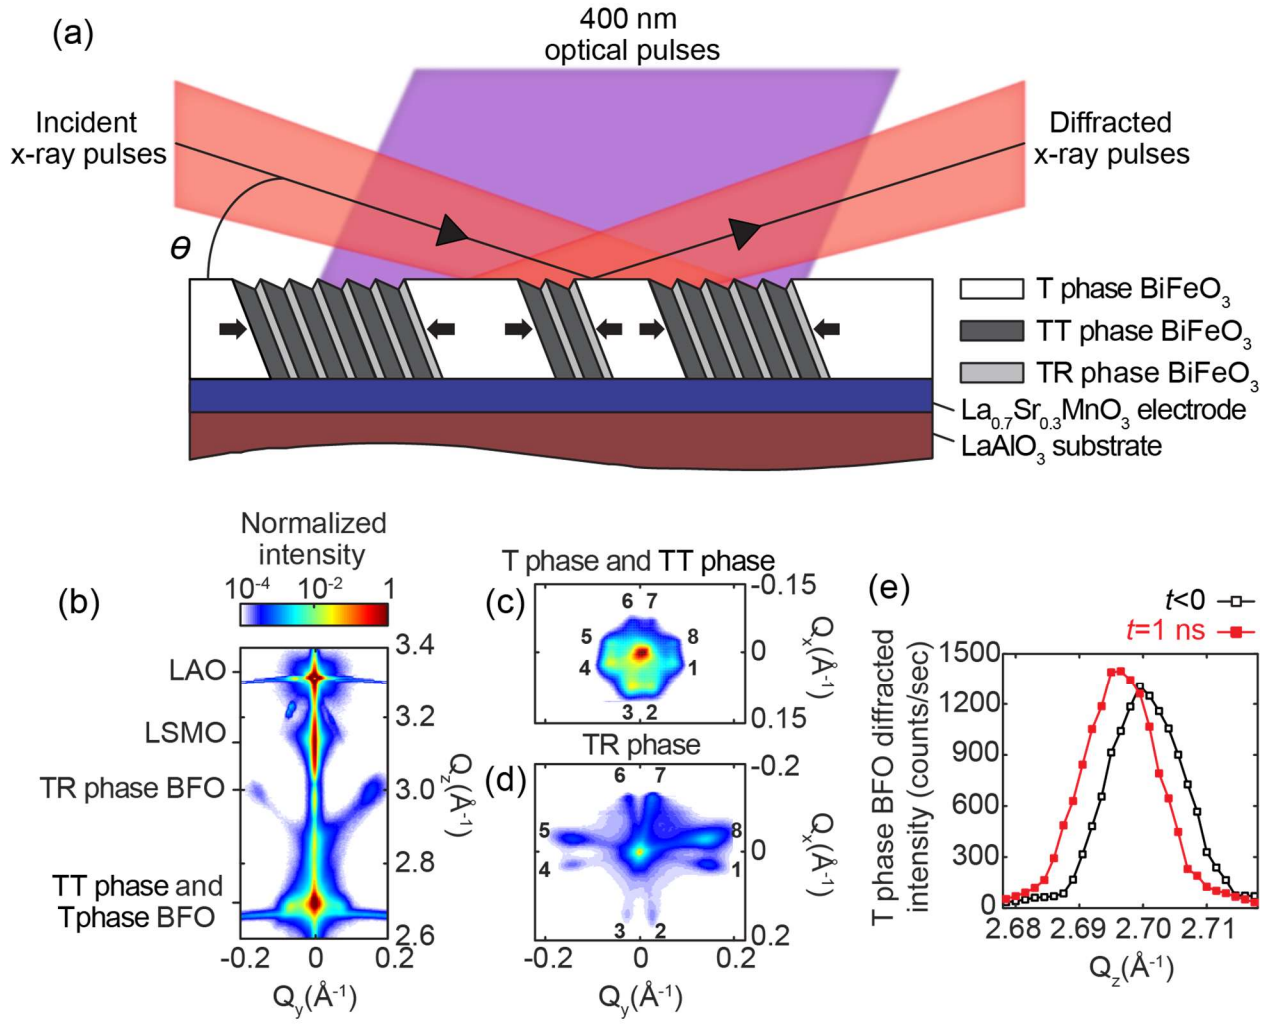 (a)
400 nm
optical pulses
Incident
x-ray pulses
Diffracted
x-ray pulses
θ
T phase BiFeO3
TT phase BiFeO3
TR phase BiFeO3
La0.7Sr0.3MnO3 electrode
LaAlO3 substrate
(b)
Normalized
intensity
10-4 10-2 1
LAO
LSMO
TR phase BFO
TT phase and
Tphase BFO
3.4
3.2
3.0
2.8
2.6
Qz(Å-1)
-0.2 0 0.2
Qy(Å-1)
(c)
T phase and TT phase
6 7
5 8
4 1
3 2
-0.15
0
0.15
Qx(Å-1)
(d)
TR phase
6 7
5 8
4 1
3 2
-0.2
0
0.2
Qx(Å-1)
-0.2 0 0.2
Qy(Å-1)
(e)
t<0
t=1 ns
T phase BFO diffracted
intensity (counts/sec)
1500
1200
900
600
300
0
2.68 2.69 2.70 2.71
Qz(Å-1)